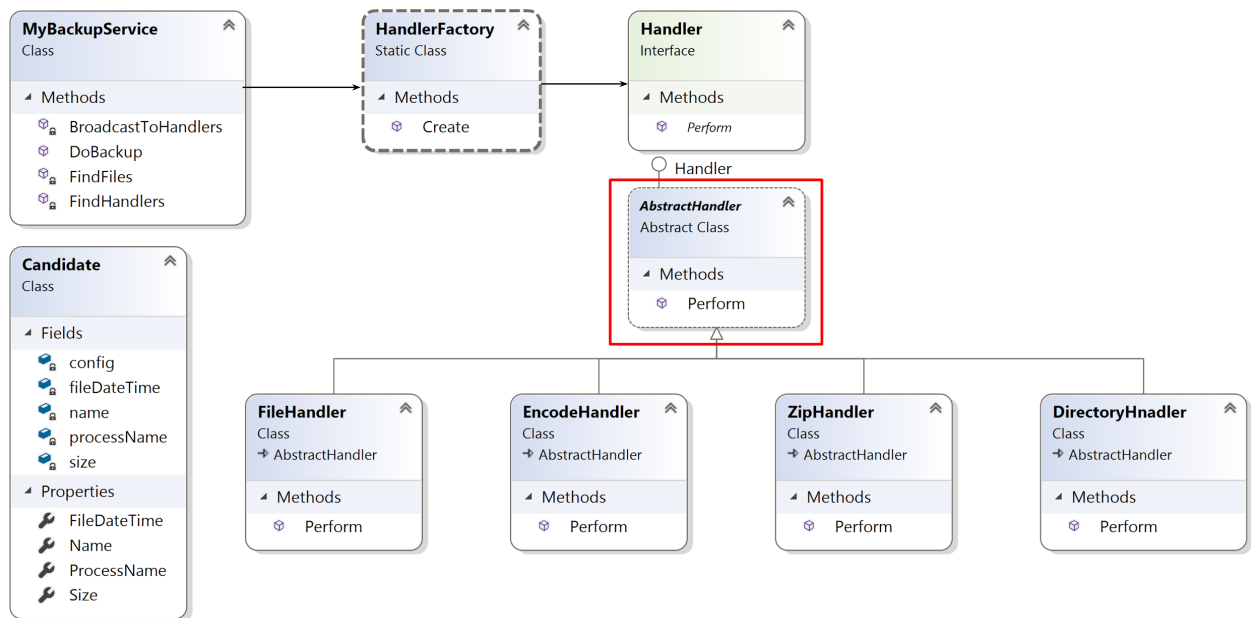 MyBackupService
Class
Methods
BroadcastToHandlers
DoBackup
FindFiles
FindHandlers
HandlerFactory
Static Class
Methods
Create
Handler
Interface
Methods
Perform
Handler
AbstractHandler
Abstract Class
Methods
Perform
Candidate
Class
Fields
config
fileDateTime
name
processName
size
Properties
FileDateTime
Name
ProcessName
Size
FileHandler
Class
AbstractHandler
Methods
Perform
EncodeHandler
Class
AbstractHandler
Methods
Perform
ZipHandler
Class
AbstractHandler
Methods
Perform
DirectoryHnadler
Class
AbstractHandler
Methods
Perform